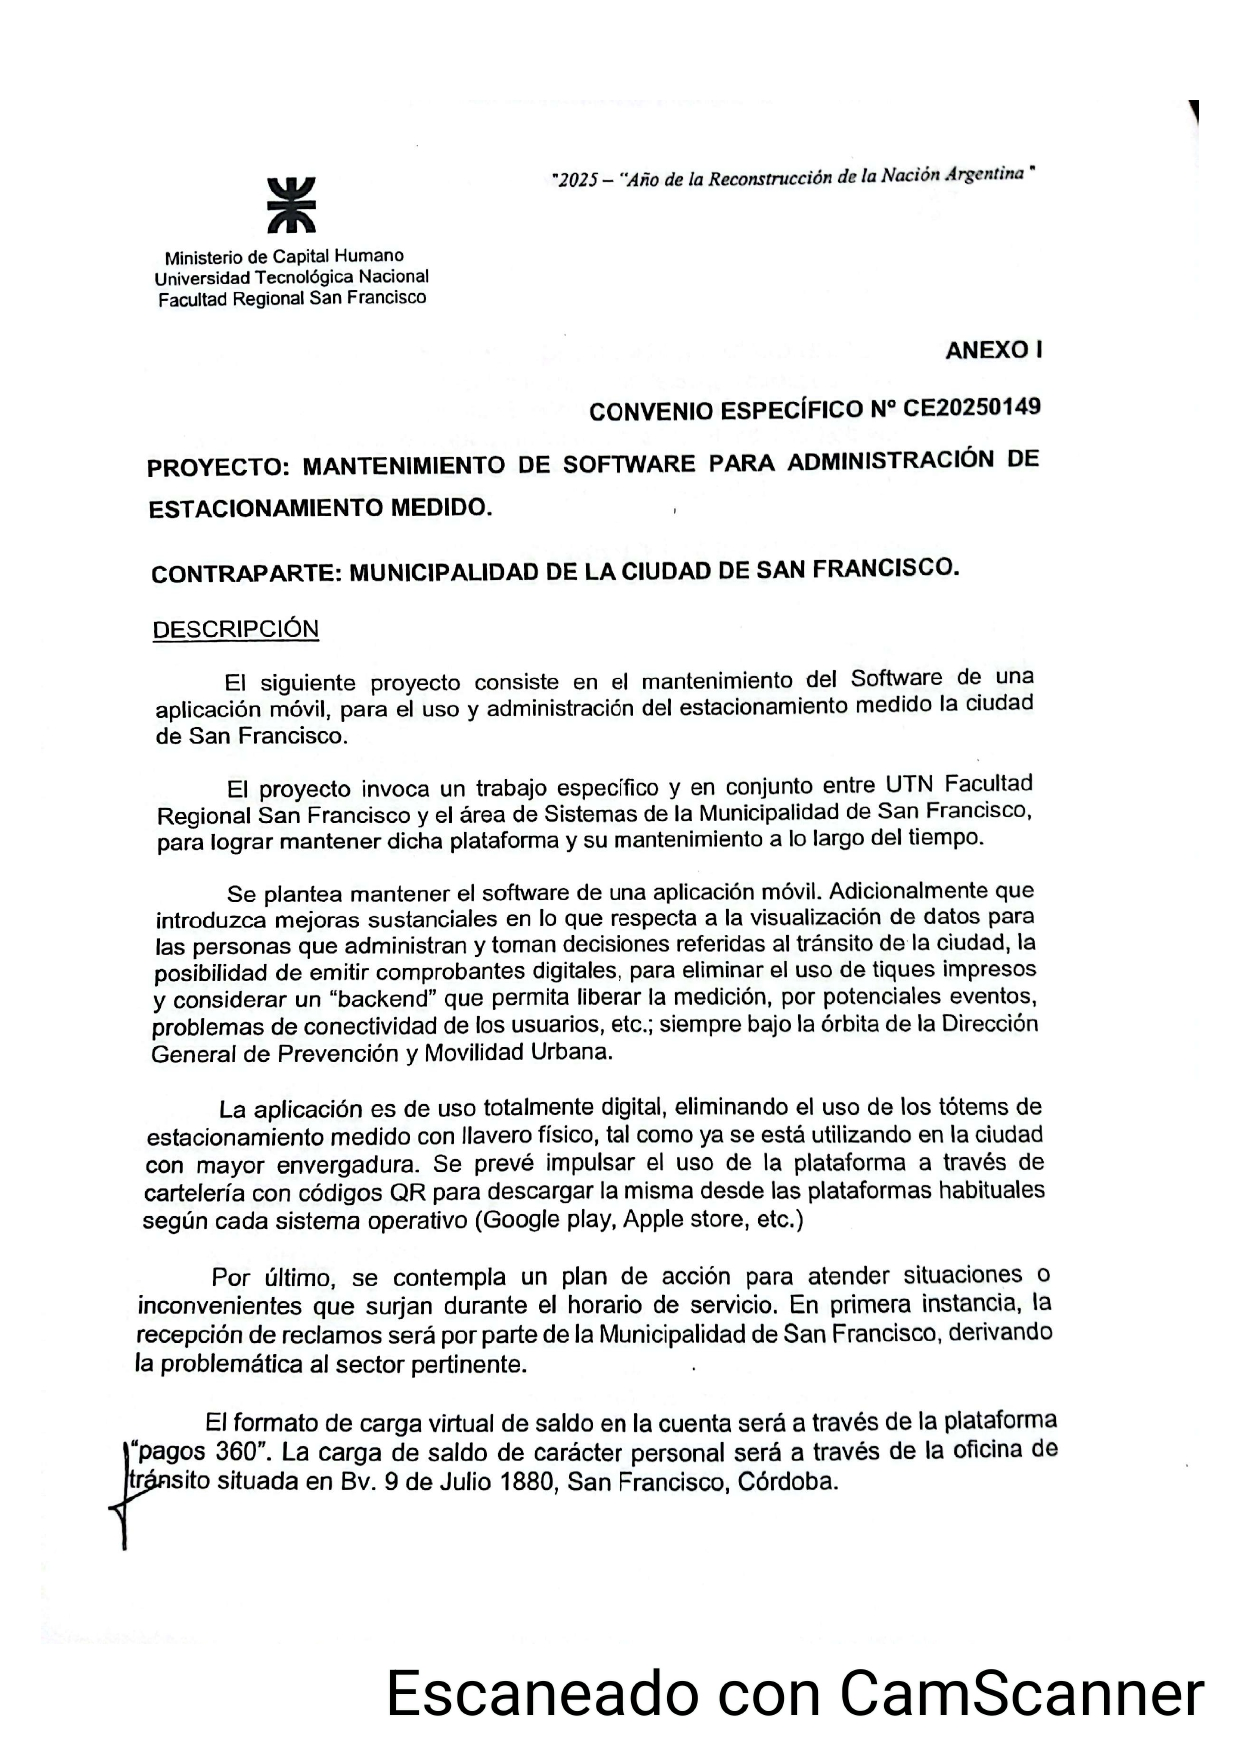 "2025 – “Año de la Reconstrucción de la Nación Argentina "
Ministerio de Capital Humano
Universidad Tecnológica Nacional
Facultad Regional San Francisco
ANEXO I
CONVENIO ESPECÍFICO Nº CE20250149
PROYECTO: MANTENIMIENTO DE SOFTWARE PARA ADMINISTRACIÓN DE
ESTACIONAMIENTO MEDIDO.
CONTRAPARTE: MUNICIPALIDAD DE LA CIUDAD DE SAN FRANCISCO.
DESCRIPCIÓN
El siguiente proyecto consiste en el mantenimiento del Software de una
aplicación móvil, para el uso y administración del estacionamiento medido la ciudad
de San Francisco.
El proyecto invoca un trabajo específico y en conjunto entre UTN Facultad
Regional San Francisco y el área de Sistemas de la Municipalidad de San Francisco,
para lograr mantener dicha plataforma y su mantenimiento a lo largo del tiempo.
Se plantea mantener el software de una aplicación móvil. Adicionalmente que
introduzca mejoras sustanciales en lo que respecta a la visualización de datos para
las personas que administran y toman decisiones referidas al tránsito de la ciudad, la
posibilidad de emitir comprobantes digitales, para eliminar el uso de tiques impresos
y considerar un “backend” que permita liberar la medición, por potenciales eventos,
problemas de conectividad de los usuarios, etc.; siempre bajo la órbita de la Dirección
General de Prevención y Movilidad Urbana.
La aplicación es de uso totalmente digital, eliminando el uso de los tótems de
estacionamiento medido con llavero físico, tal como ya se está utilizando en la ciudad
con mayor envergadura. Se prevé impulsar el uso de la plataforma a través de
cartelería con códigos QR para descargar la misma desde las plataformas habituales
según cada sistema operativo (Google play, Apple store, etc.)
Por último, se contempla un plan de acción para atender situaciones o
inconvenientes que surjan durante el horario de servicio. En primera instancia, la
recepción de reclamos será por parte de la Municipalidad de San Francisco, derivando
la problemática al sector pertinente.
El formato de carga virtual de saldo en la cuenta será a través de la plataforma
“pagos 360”. La carga de saldo de carácter personal será a través de la oficina de
tránsito situada en Bv. 9 de Julio 1880, San Francisco, Córdoba.
Escaneado con CamScanner